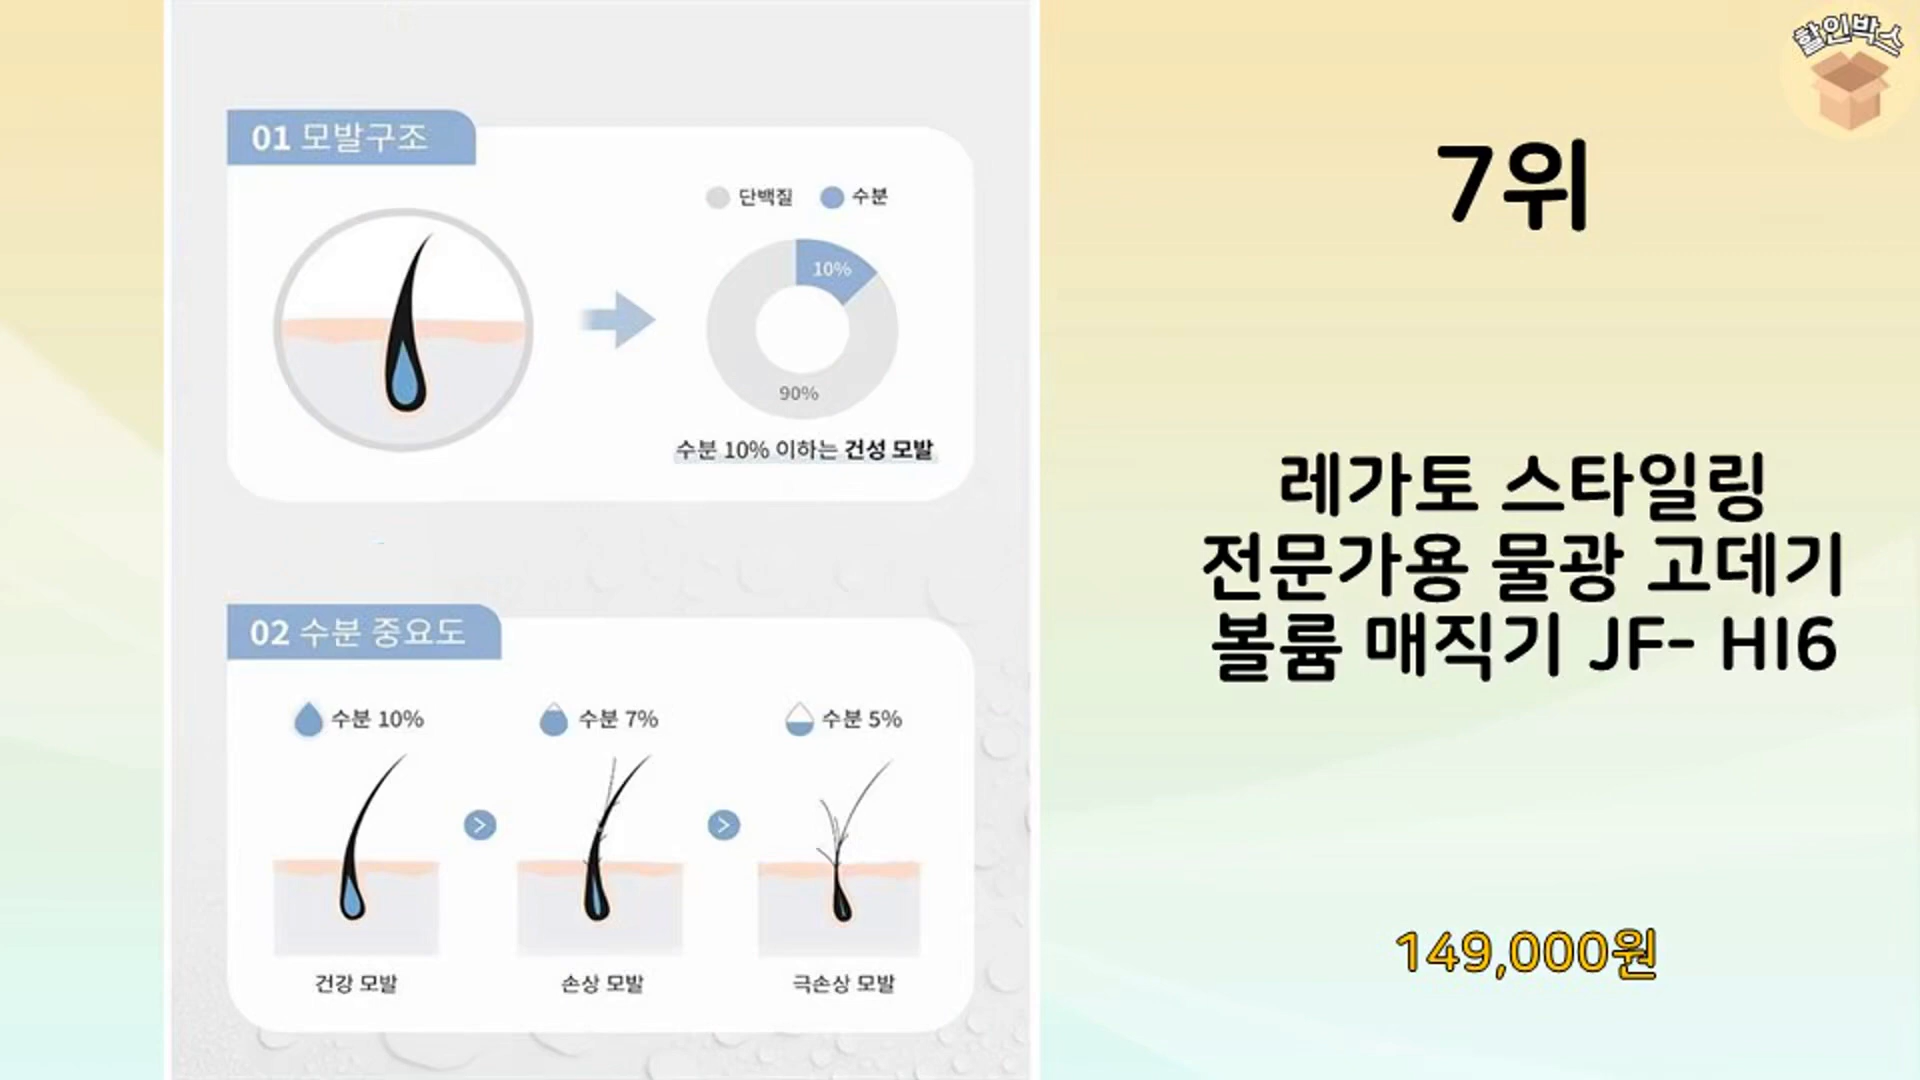 할인박스
01 모발구조
단백질 수분
10%
90%
수분 10% 이하는 건성 모발
02 수분 중요도
수분 10% 수분 7% 수분 5%
건강 모발 손상 모발 극손상 모발
7위
레가토 스타일링
전문가용 물광 고데기
볼륨 매직기 JF- HI6
149,000원